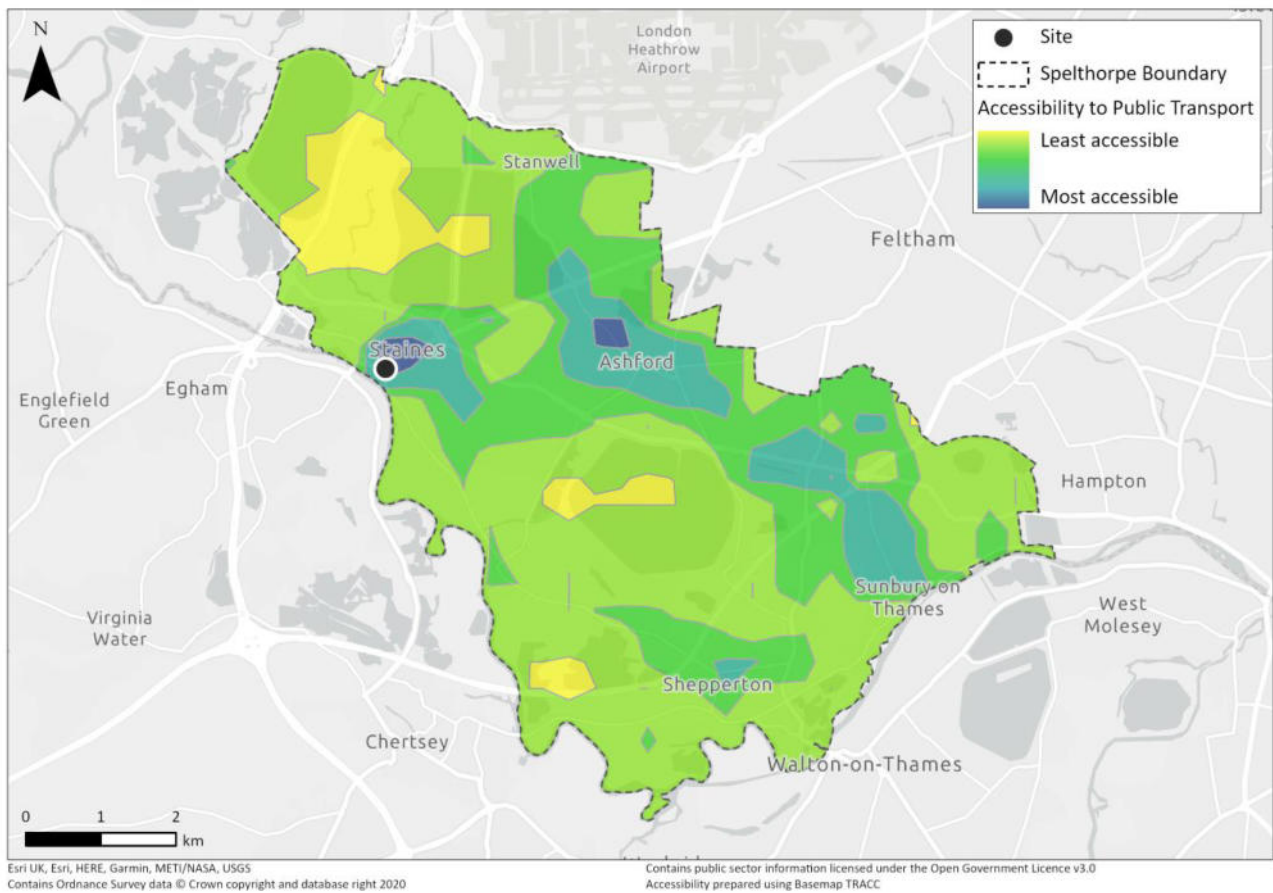 N
London
Heathrow
Airport
Site
Spelthorpe Boundary
Accessibility to Public Transport
Least accessible
Most accessible
Stanwell
Feltham
Staines
Ashford
Egham
Englefield
Green
Hampton
Sunbury on
Thames
West
Molesey
Virginia
Water
Shepperton
Chertsey
Walton-on-Thames
0 1 2
km
Esri UK, Esri, HERE, Garmin, METI/NASA, USGS
Contains Ordnance Survey data © Crown copyright and database right 2020
Contains public sector information licensed under the Open Government Licence v3.0
Accessibility prepared using Basemap TRACC